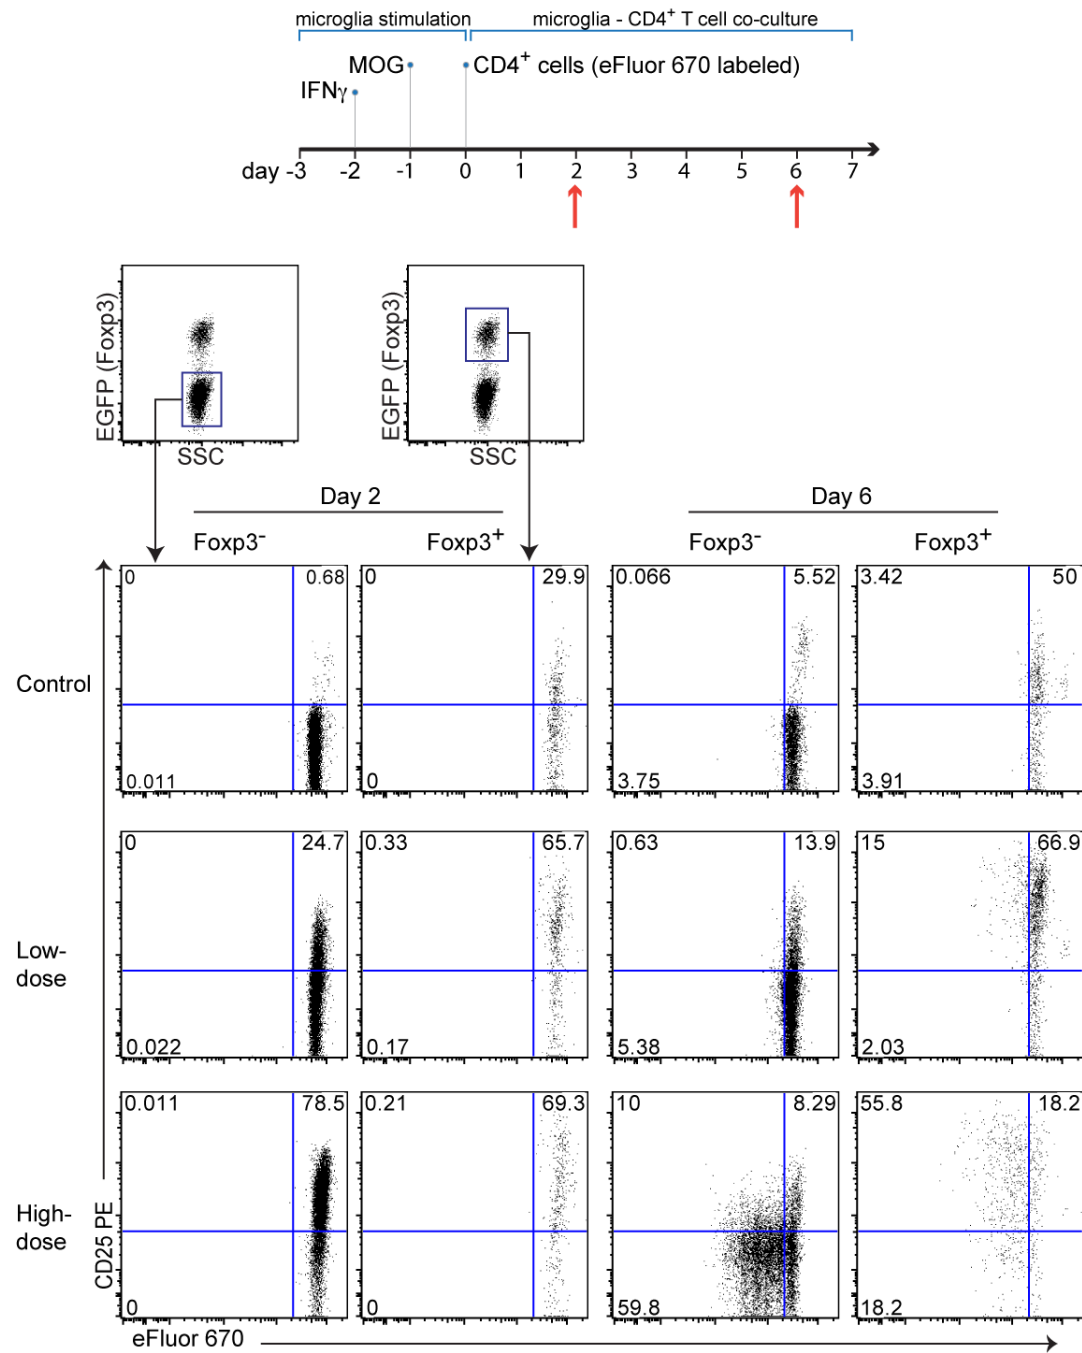 microglia stimulation
microglia - CD4+ T cell co-culture
MOG
CD4+ cells (eFluor 670 labeled)
IFNγ
day -3 -2 -1 0 1 2 3 4 5 6 7
EGFP (Foxp3)
SSC
EGFP (Foxp3)
SSC
Day 2
Day 6
Foxp3-
Foxp3+
Foxp3-
Foxp3+
Control
0 0.68
0.011
0 29.9
0
0.066 5.52
3.75
3.42 50
3.91
Low-
dose
0 24.7
0.022
0.33 65.7
0.17
0.63 13.9
5.38
15 66.9
2.03
High-
dose
0.011 78.5
0
0.21 69.3
0
10 8.29
59.8
55.8 18.2
18.2
CD25 PE
eFluor 670